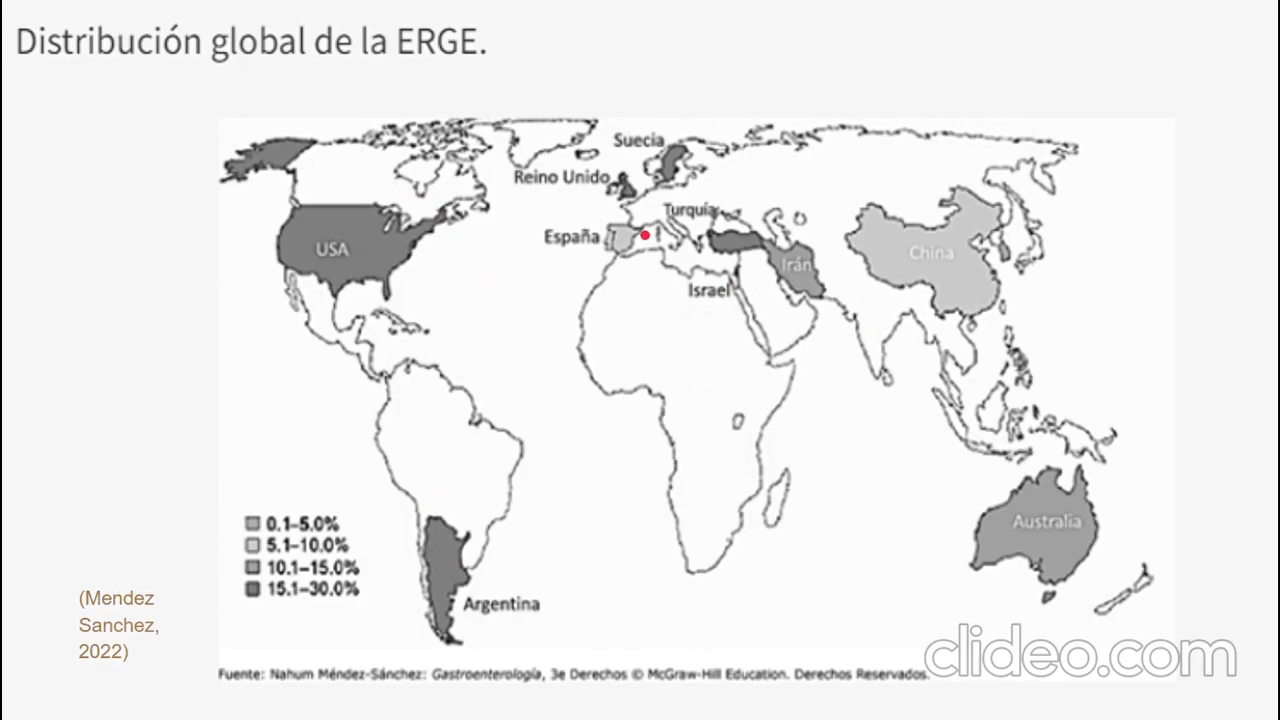 Distribución global de la ERGE.
Suecia
Reino Unido
Turquía
España
USA
China
Irán
Israel
Australia
0.1–5.0%
5.1–10.0%
10.1–15.0%
15.1–30.0%
Argentina
(Mendez
Sanchez,
2022)
clideo.com
Fuente: Nahum Méndez-Sánchez: Gastroenterología, 3e Derechos © McGraw-Hill Education. Derechos Reservados.